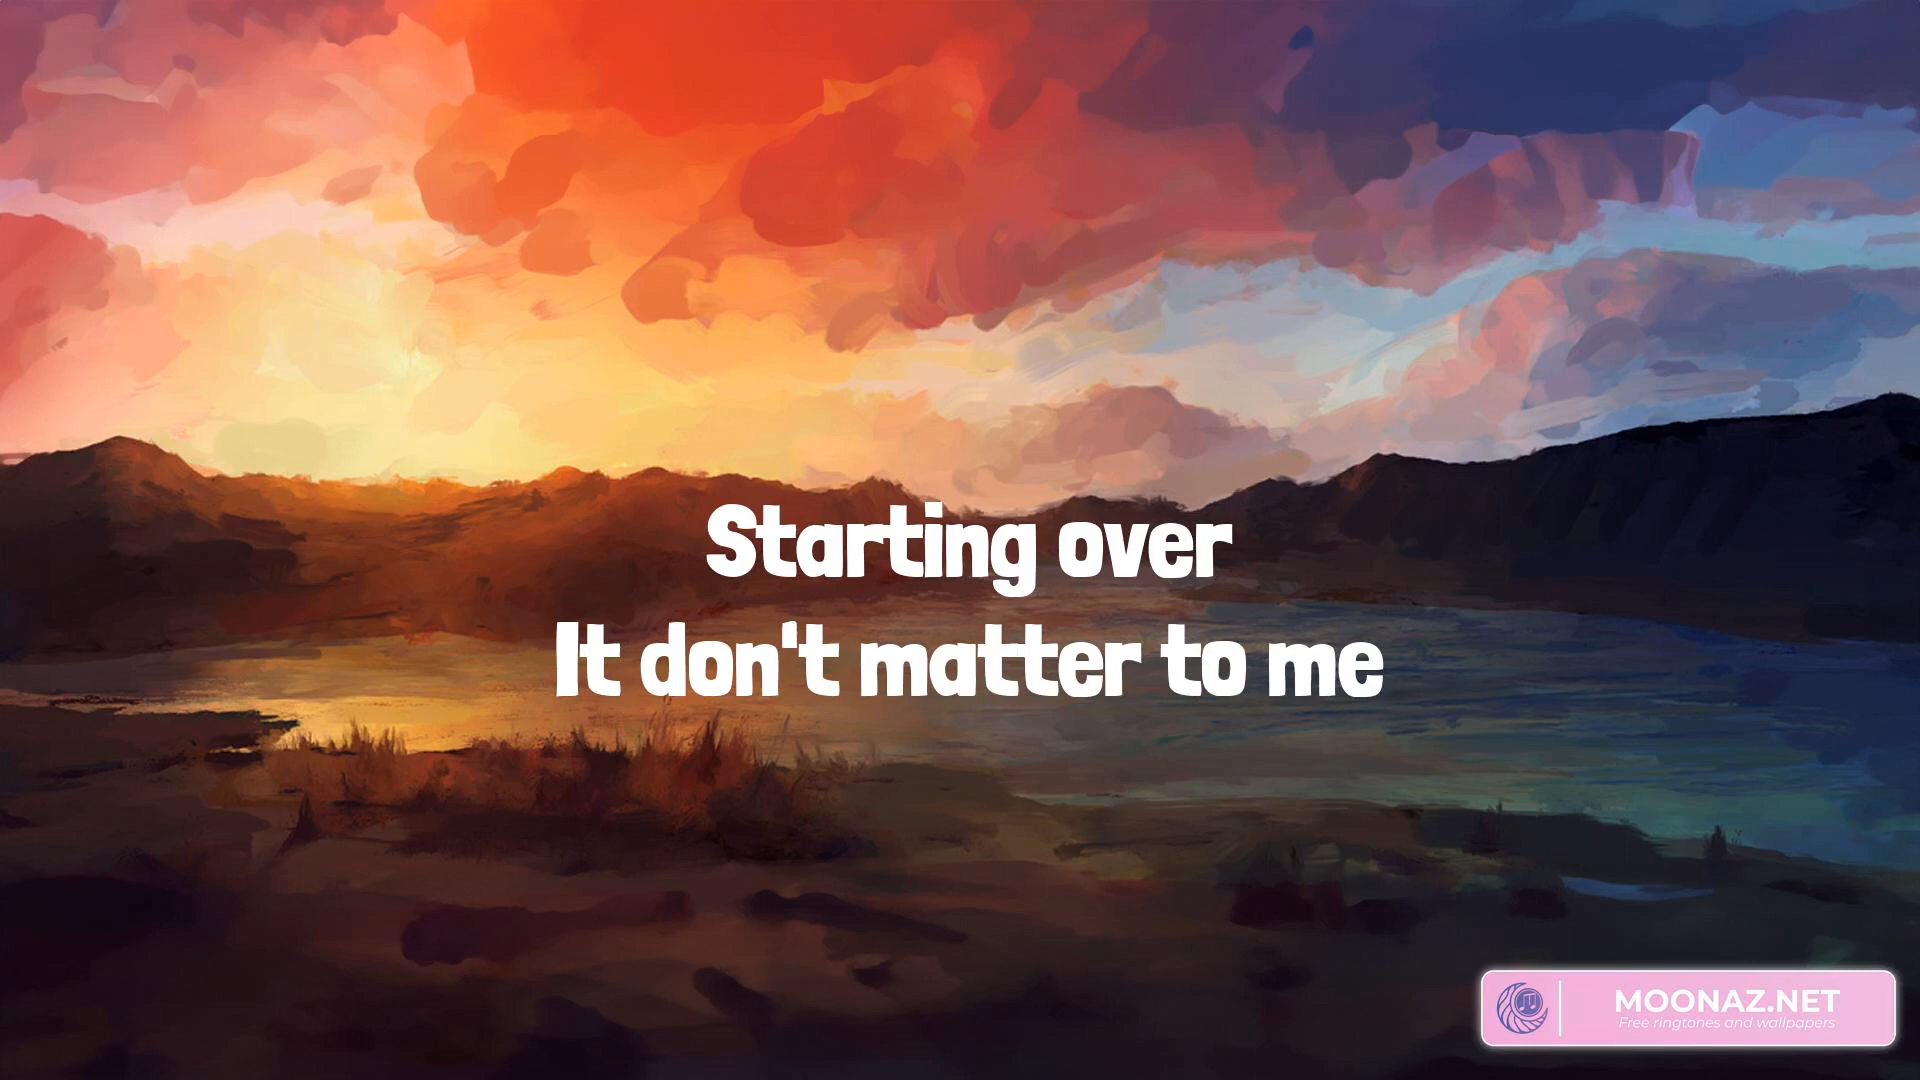 Starting over
It don't matter to me
MOONAZ.NET
Free ringtones and wallpapers